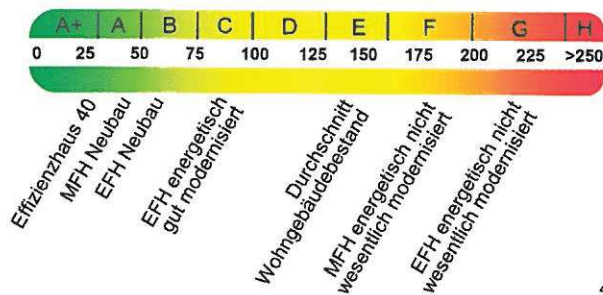 A+ A B C D E F G H
0 25 50 75 100 125 150 175 200 225 >250
Effizienzhaus 40
MFH Neubau
EFH Neubau
EFH energetisch
gut modernisiert
Durchschnitt
Wohngebäudebestand
MFH energetisch nicht
wesentlich modernisiert
EFH energetisch nicht
wesentlich modernisiert